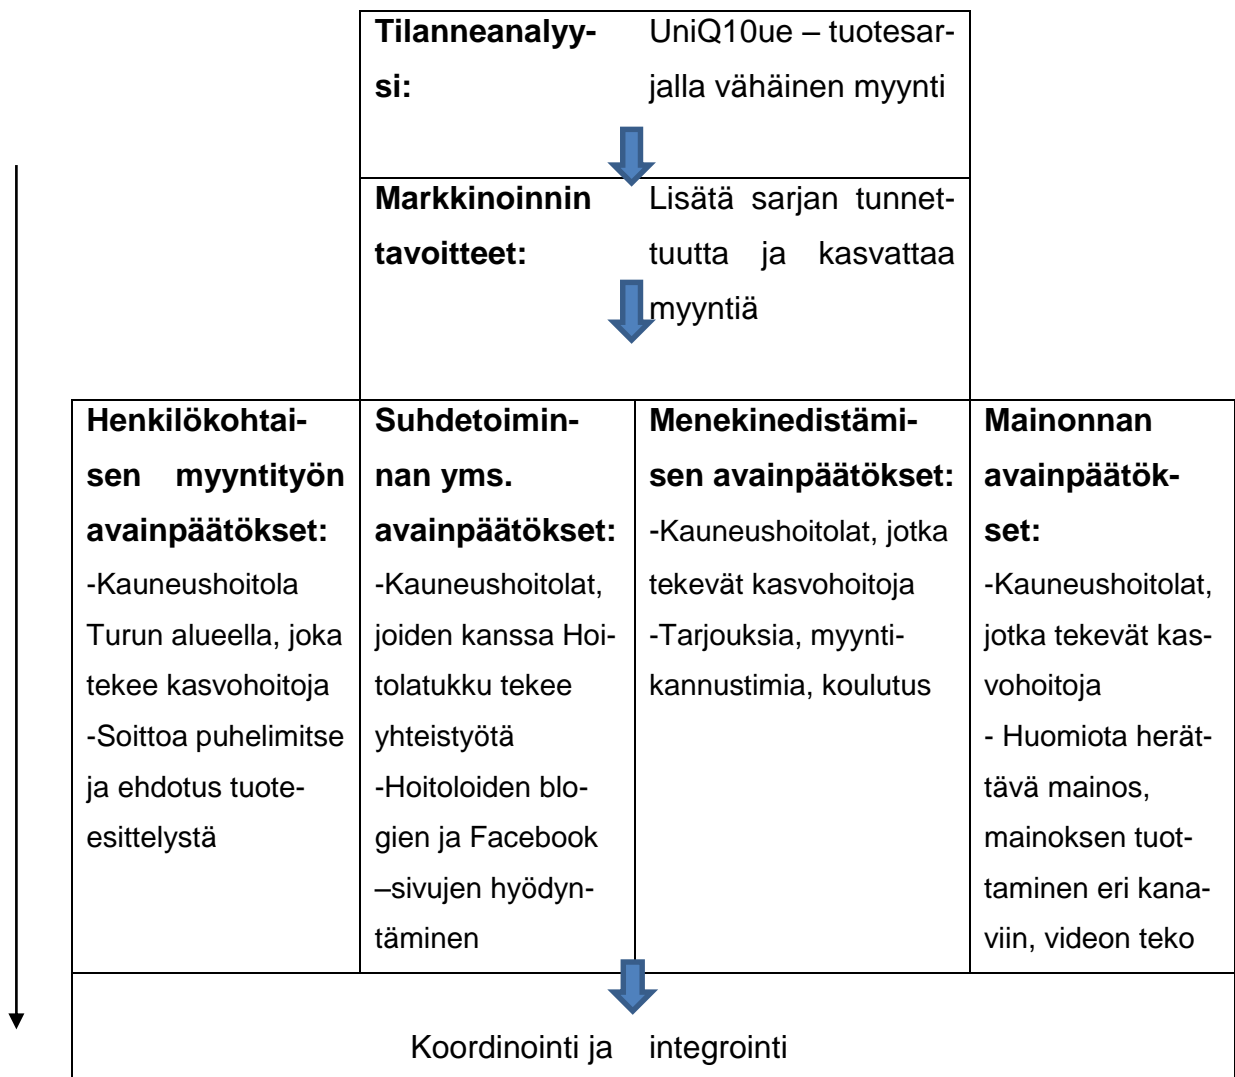 Tilanneanalyy-
si:
UniQ10ue – tuotesar-
jalla vähäinen myynti
Markkinoinnin
tavoitteet:
Lisätä sarjan tunnet-
tuutta ja kasvattaa
myyntiä
Henkilökohtai-
sen myyntityön
avainpäätökset:
-Kauneushoitola
Turun alueella, joka
tekee kasvohoitoja
-Soittoa puhelimitse
ja ehdotus tuote-
esittelystä
Suhdetoimin-
nan yms.
avainpäätökset:
-Kauneushoitolat,
joiden kanssa Hoi-
tolatukku tekee
yhteistyötä
-Hoitoloiden blo-
gien ja Facebook
–sivujen hyödyn-
täminen
Menekinedistämi-
sen avainpäätökset:
-Kauneushoitolat, jotka
tekevät kasvohoitoja
-Tarjouksia, myynti-
kannustimia, koulutus
Mainonnan
avainpäätök-
set:
-Kauneushoitolat,
jotka tekevät kas-
vohoitoja
- Huomiota herät-
tävä mainos,
mainoksen tuot-
taminen eri kana-
viin, videon teko
Koordinointi ja integrointi